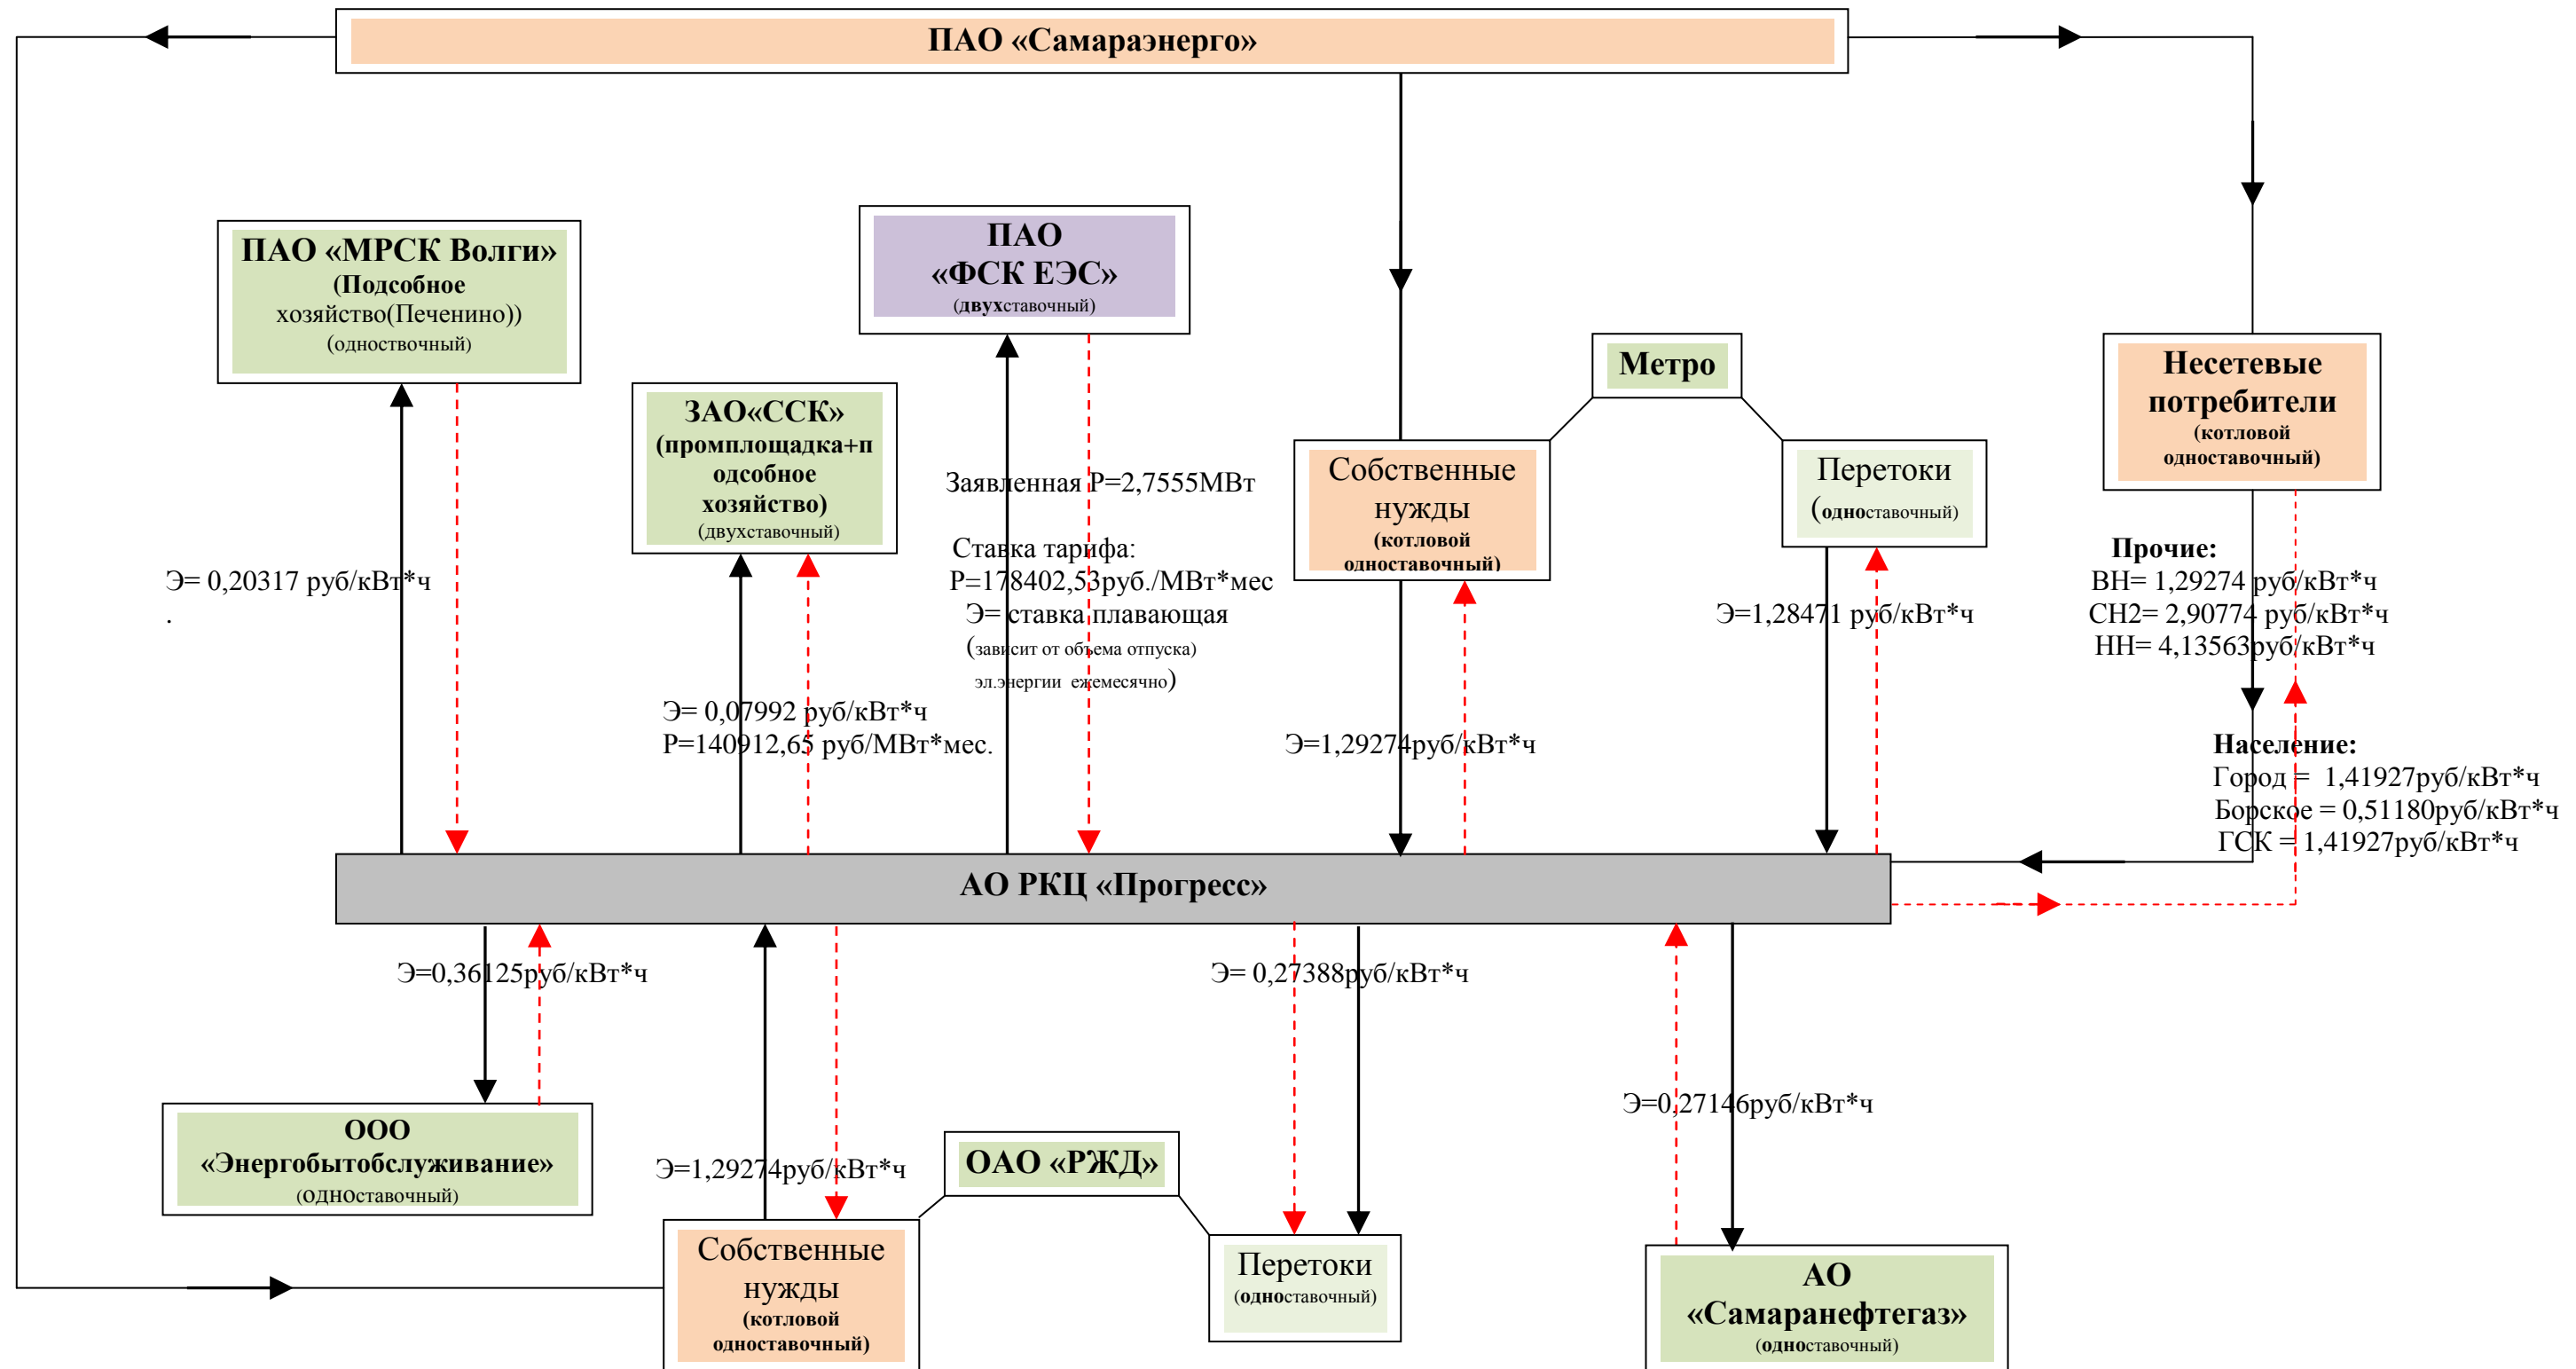 ПАО «Самараэнерго»
ПАО «МРСК Волги»
(Подсобное
хозяйство(Печенино))
(одноствочный)
ПАО
«ФСК ЕЭС»
(двухставочный)
ЗАО«ССК»
(промплощадка+п
одсобное
хозяйство)
(двухставочный)
Метро
Собственные
нужды
(котловой
одноставочный)
Перетоки
(одноставочный)
Несетевые
потребители
(котловой
одноставочный)
Э= 0,20317 руб/кВт*ч
.
Э= 0,07992 руб/кВт*ч
Р=140912,65 руб/МВт*мес.
Заявленная Р=2,7555МВт
Ставка тарифа:
Р=178402,53руб./МВт*мес
Э= ставка плавающая
(зависит от объема отпуска)
эл.энергии ежемесячно)
Э=1,29274руб/кВт*ч
Э=1,28471 руб/кВт*ч
Прочие:
ВН= 1,29274 руб/кВт*ч
СН2= 2,90774 руб/кВт*ч
НН= 4,13563руб/кВт*ч
Население:
Город = 1,41927руб/кВт*ч
Борское = 0,51180руб/кВт*ч
ГСК = 1,41927руб/кВт*ч
АО РКЦ «Прогресс»
Э=0,36125руб/кВт*ч
Э=1,29274руб/кВт*ч
Э= 0,27388руб/кВт*ч
Э=0,27146руб/кВт*ч
ООО
«Энергобытобслуживание»
(одноставочный)
ОАО «РЖД»
Собственные
нужды
(котловой
одноставочный)
Перетоки
(одноставочный)
АО
«Самаранефтегаз»
(одноставочный)